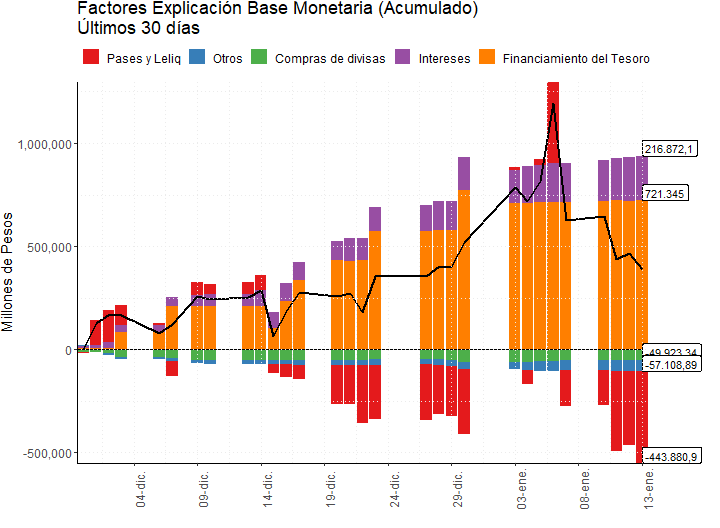 Factores Explicación Base Monetaria (Acumulado)
Últimos 30 días
Pases y Leliq Otros Compras de divisas Intereses Financiamiento del Tesoro
Millones de Pesos
1,000,000
500,000
0
-500,000
216.872,1
721.345
-49.923,34
-57.108,89
-443.880,9
04-dic.
09-dic.
14-dic.
19-dic.
24-dic.
29-dic.
03-ene.
08-ene.
13-ene.